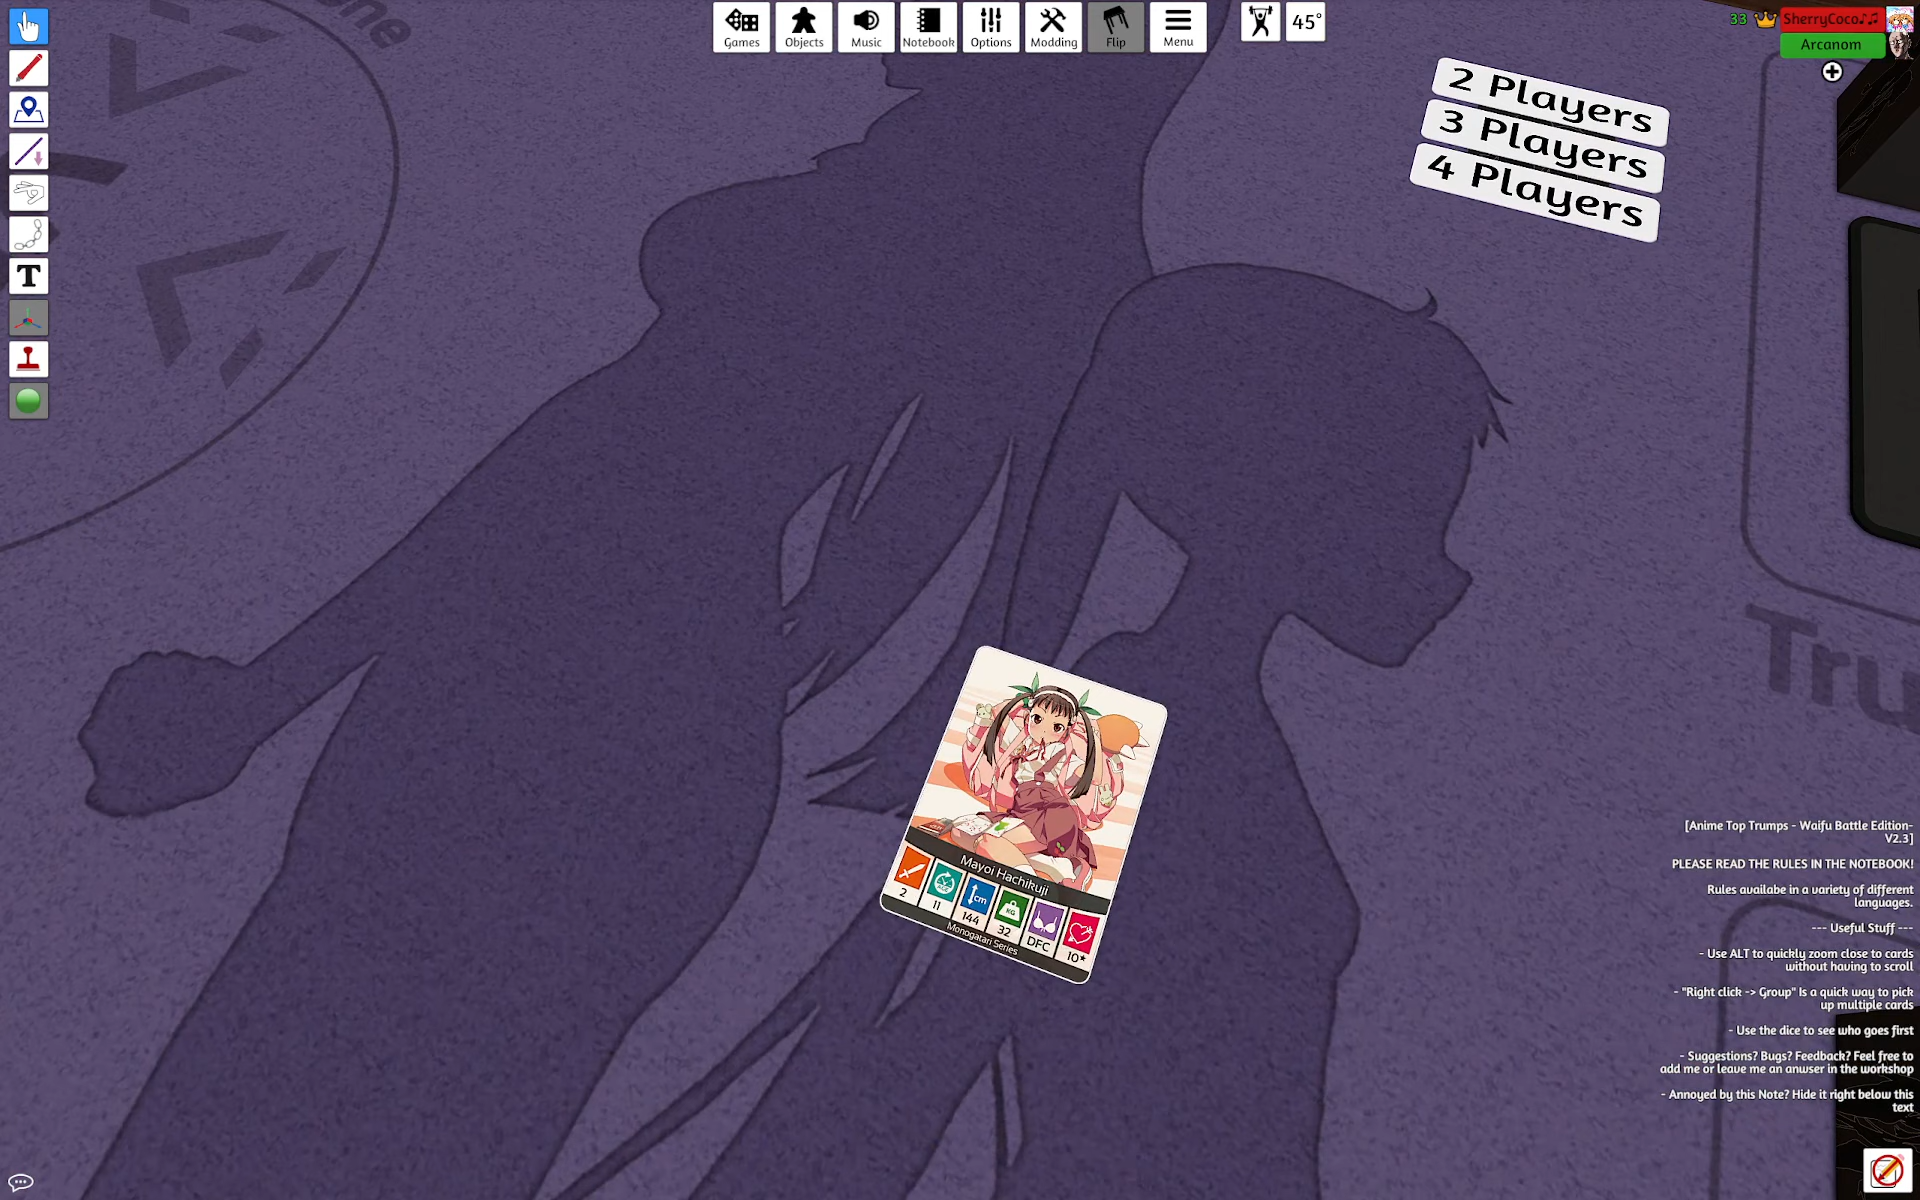 one
Games
Objects
Music
Notebook
Options
Modding
Flip
Menu
45°
33
SherryCoco♪♪
Arcanom
2 Players
3 Players
4 Players
T
Tru
Mayoi Hachikuji
cm
KG
2
11
144
32
DFC
10★
Monogatari Series
[Anime Top Trumps - Waifu Battle Edition-
V2.3]
PLEASE READ THE RULES IN THE NOTEBOOK!
Rules availabe in a variety of different
languages.
--- Useful Stuff ---
- Use ALT to quickly zoom close to cards
without having to scroll
- "Right click -> Group" Is a quick way to pick
up multiple cards
- Use the dice to see who goes first
- Suggestions? Bugs? Feedback? Feel free to
add me or leave me an anwser in the workshop
- Annoyed by this Note? Hide it right below this
text